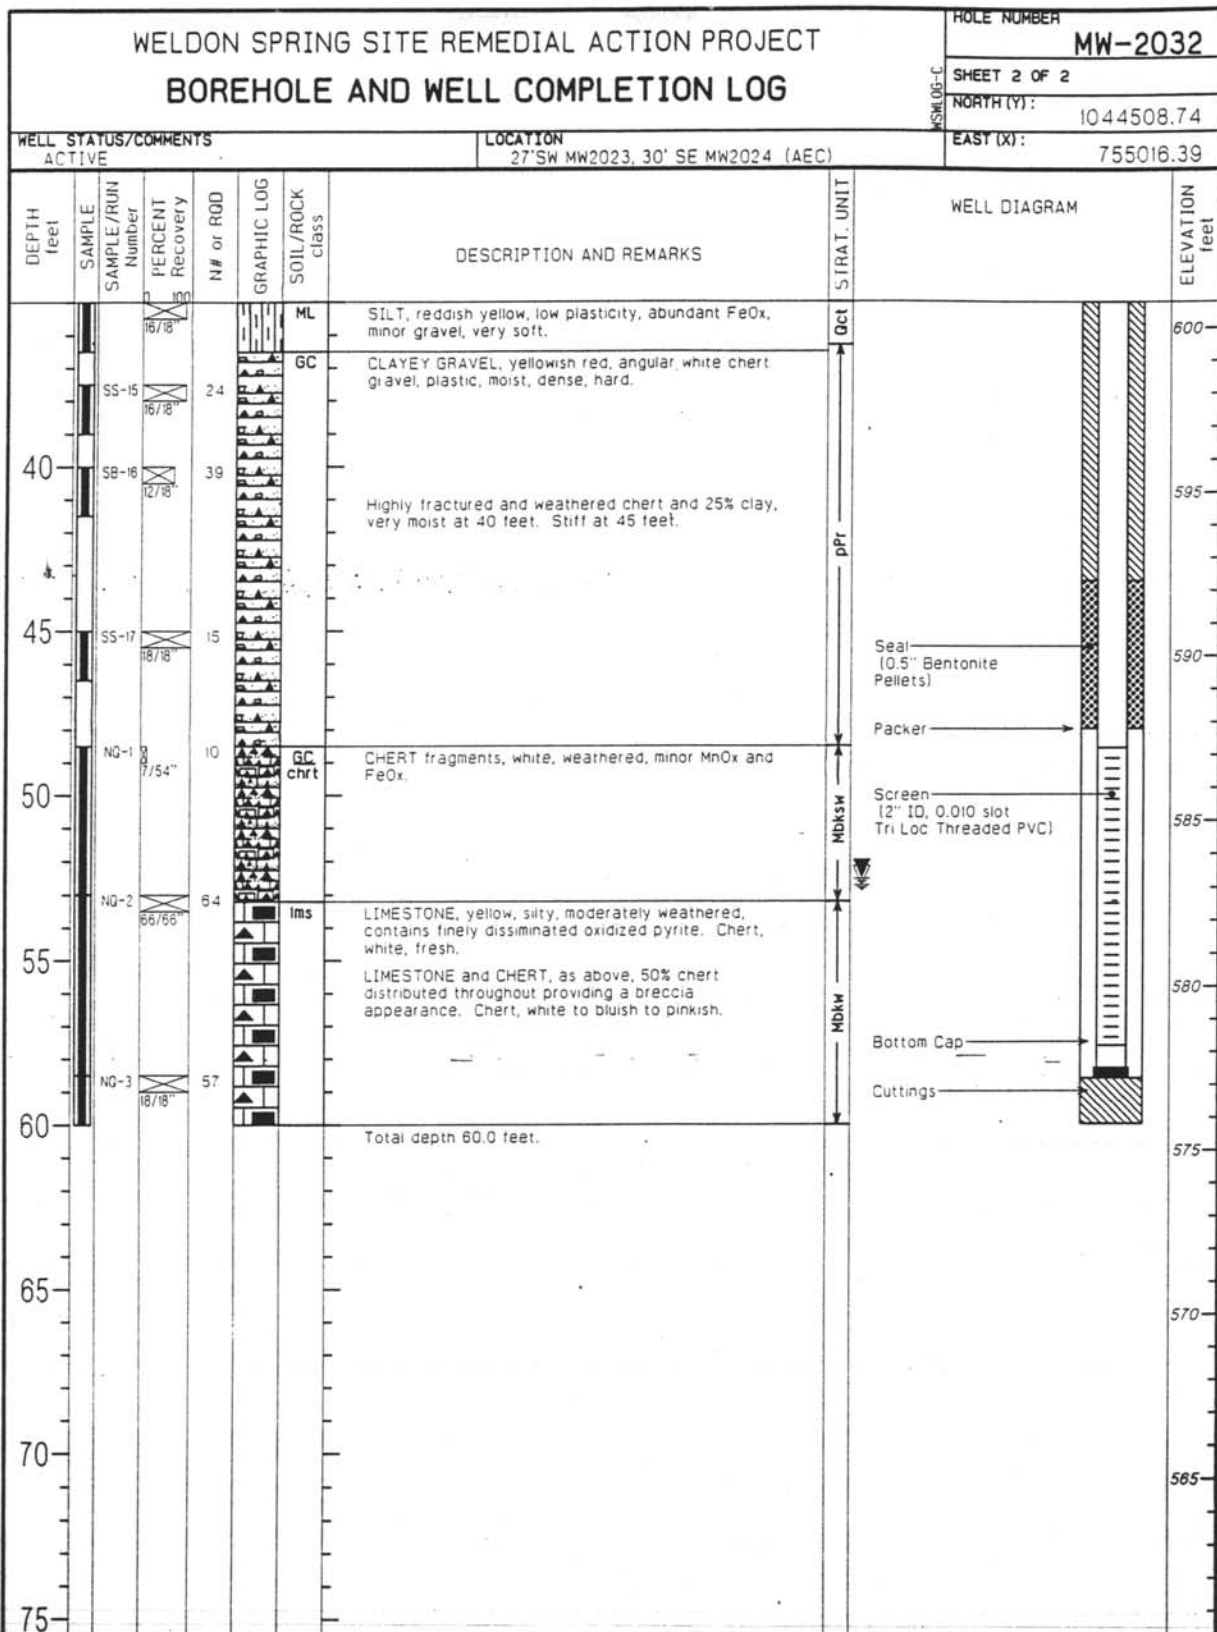 WELDON SPRING SITE REMEDIAL ACTION PROJECT
BOREHOLE AND WELL COMPLETION LOG
WSWLOG-C
HOLE NUMBER
MW-2032
SHEET 2 OF 2
NORTH (Y):
1044508.74
EAST (X):
755016.39
WELL STATUS/COMMENTS
ACTIVE
LOCATION
27'SW MW2023, 30' SE MW2024 (AEC)
DEPTH feet
SAMPLE
SAMPLE/RUN Number
PERCENT Recovery
0 100
N# or RQD
GRAPHIC LOG
SOIL/ROCK class
DESCRIPTION AND REMARKS
STRAT. UNIT
WELL DIAGRAM
ELEVATION feet
16/18"
ML
SILT, reddish yellow, low plasticity, abundant FeOx,
minor gravel, very soft.
Qct
600
GC
CLAYEY GRAVEL, yellowish red, angular white chert
gravel, plastic, moist, dense, hard.
SS-15
16/18"
24
40
SB-16
12/18"
39
595
Highly fractured and weathered chert and 25% clay,
very moist at 40 feet. Stiff at 45 feet.
pPr
45
SS-17
18/18"
15
Seal
(0.5" Bentonite
Pellets)
590
Packer
NQ-1
7/54"
10
GC
chrt
CHERT fragments, white, weathered, minor MnOx and
FeOx.
Mbksw
50
Screen
(2" ID, 0.010 slot
Tri Loc Threaded PVC)
585
NQ-2
66/66"
64
lms
LIMESTONE, yellow, silty, moderately weathered,
contains finely dissiminated oxidized pyrite. Chert,
white, fresh.
55
LIMESTONE and CHERT, as above, 50% chert
distributed throughout providing a breccia
appearance. Chert, white to bluish to pinkish.
Mbkw
580
Bottom Cap
NQ-3
18/18"
57
Cuttings
60
Total depth 60.0 feet.
575
65
570
70
565
75